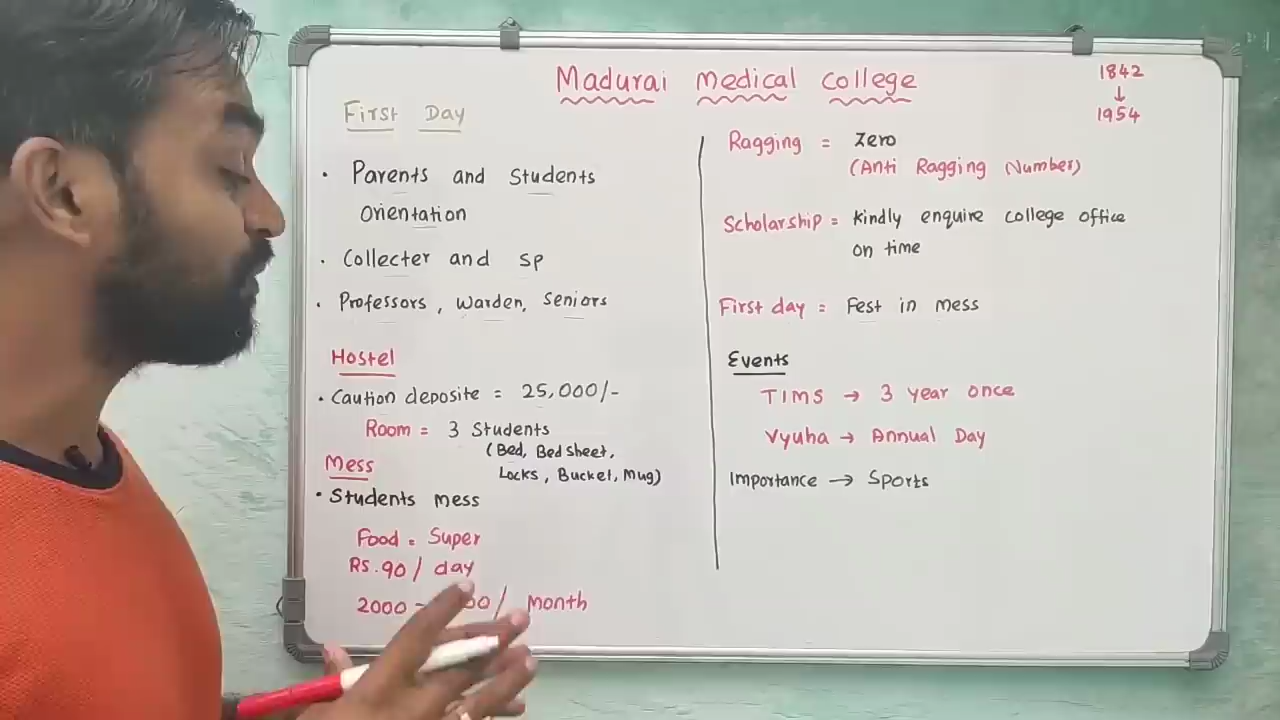 Madurai Medical College
1842
↓
1954
First Day
• Parents and Students
Orientation
• Collecter and SP
• Professors, Warden, Seniors
Hostel
• Caution deposite = 25,000/-
Room = 3 Students
(Bed, Bed sheet,
Locks, Bucket, Mug)
Mess
• Students mess
Food = Super
Rs.90/ day
2000 - / Month
Ragging = Zero
(Anti Ragging Number)
Scholarship = Kindly enquire college office
on time
First day = Fest in mess
Events
TIMS → 3 year once
Vyuha → Annual Day
Importance → Sports